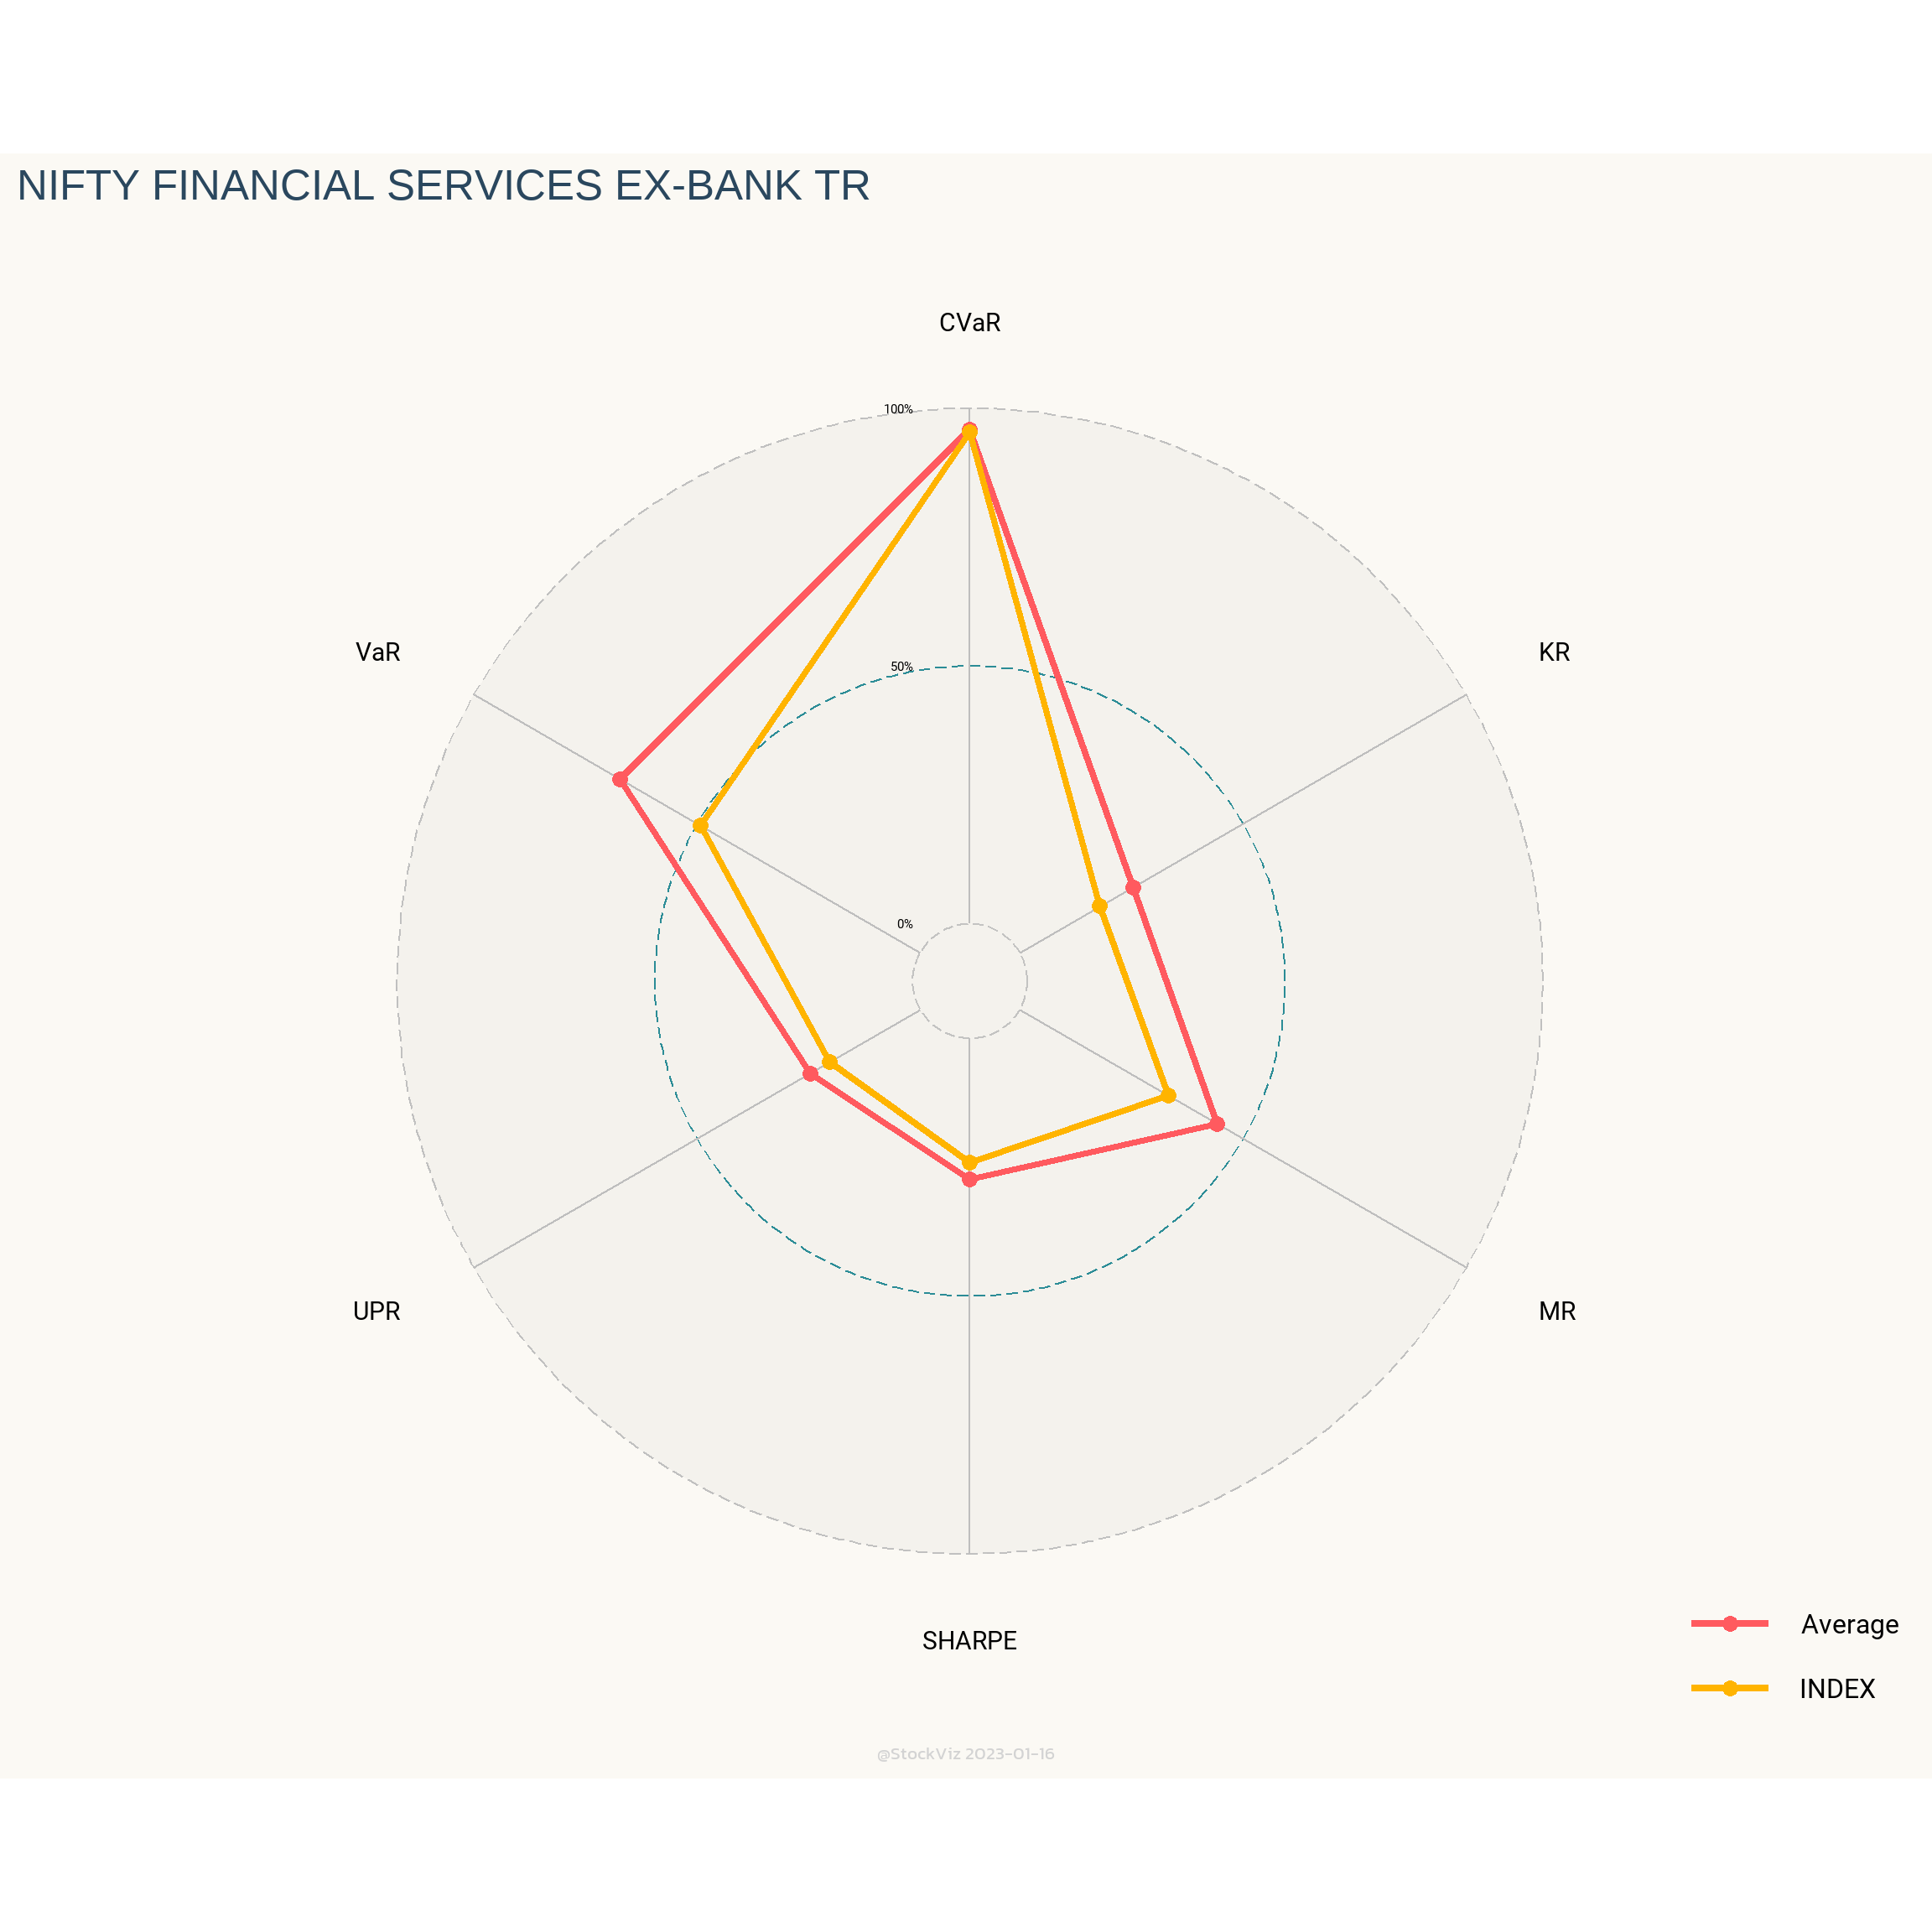 NIFTY FINANCIAL SERVICES EX-BANK TR
CVaR
100%
KR
VaR
50%
0%
UPR
MR
SHARPE
Average
INDEX
@StockViz 2023-01-16